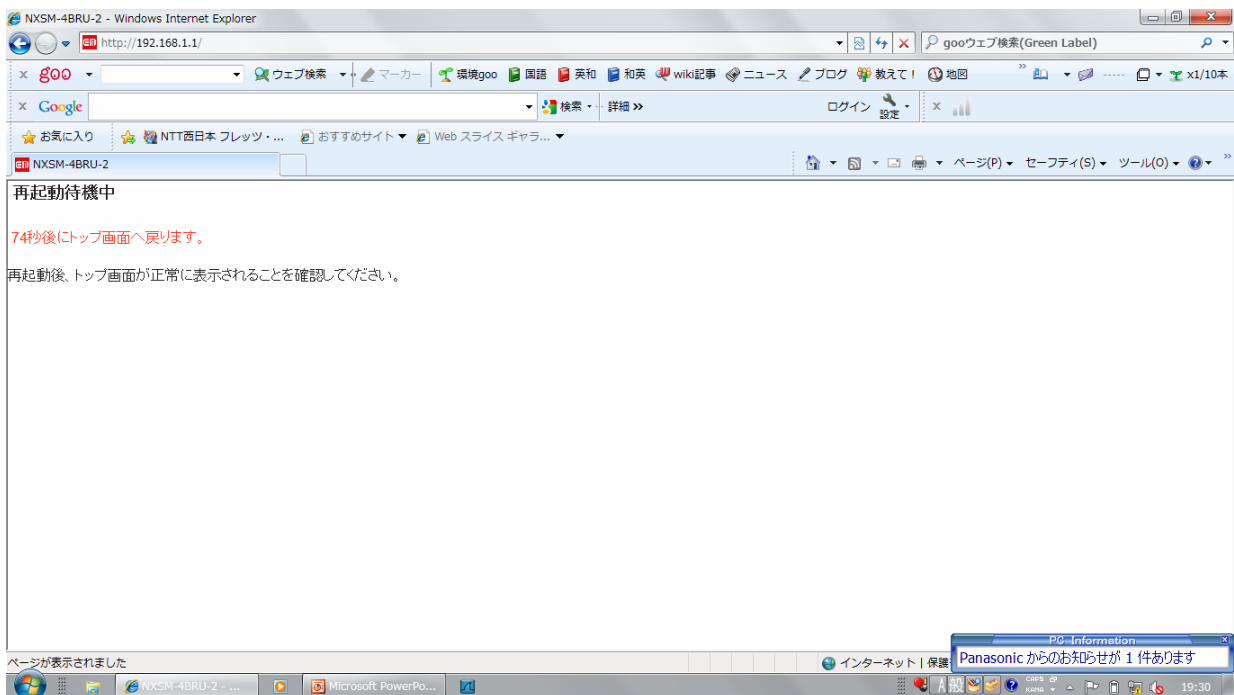 NXSM-4BRU-2 - Windows Internet Explorer
http://192.168.1.1/
gooウェブ検索(Green Label)
x goo ウェブ検索 マーカー 環境goo 国語 英和 和英 wiki記事 ニュース ブログ 教えて! 地図 » x1/10本
x Google 検索 詳細 » ログイン 設定 x
お気に入り NTT西日本 フレッツ・... おすすめサイト Web スライス ギャラ...
NXSM-4BRU-2 ページ(P) セーフティ(S) ツール(O) »
再起動待機中
74秒後にトップ画面へ戻ります。
再起動後、トップ画面が正常に表示されることを確認してください。
PC Information x
Panasonic からのお知らせが 1 件あります
ページが表示されました インターネット | 保護
NXSM-4BRU-2 - ... Microsoft PowerPo... A 般 CAPS KANA 19:30